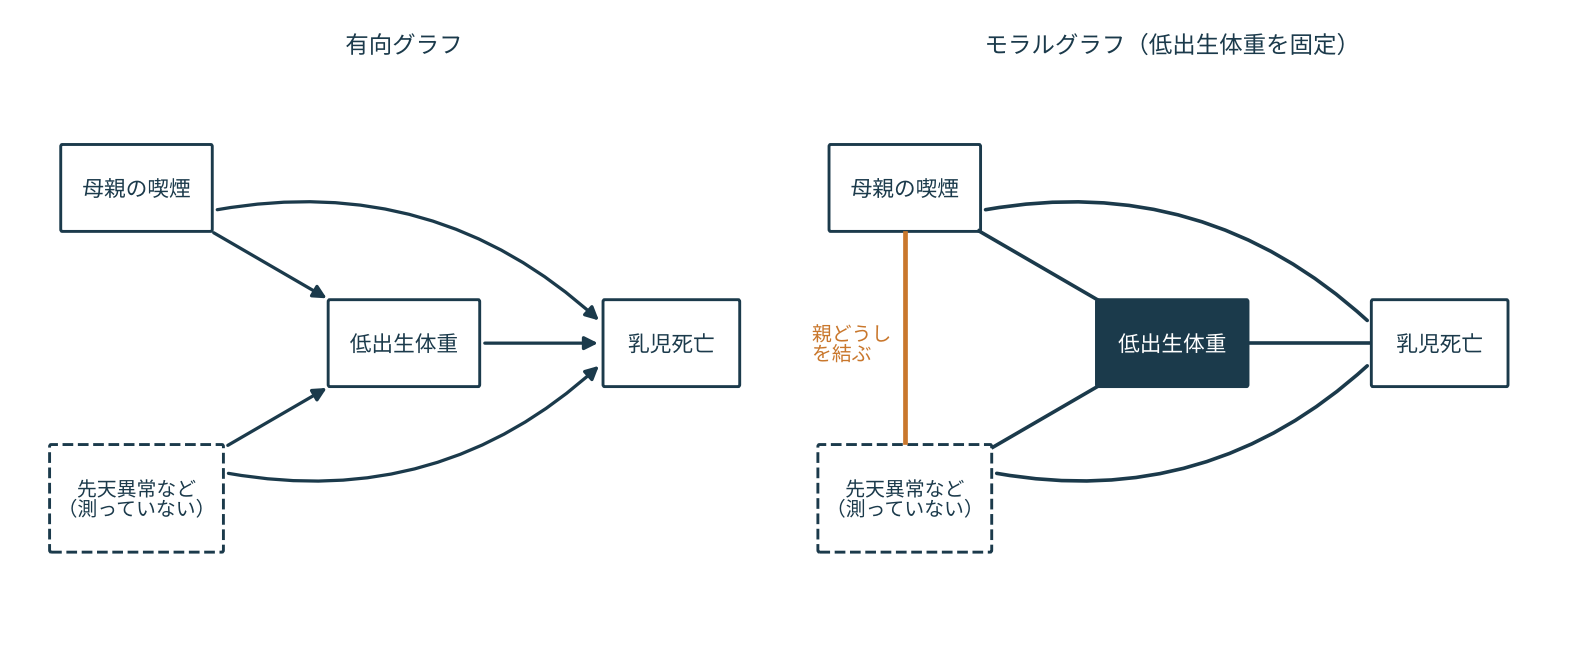 有向グラフ
母親の喫煙
低出生体重
乳児死亡
先天異常など
（測っていない）
モラルグラフ（低出生体重を固定）
母親の喫煙
親どうし
を結ぶ
低出生体重
乳児死亡
先天異常など
（測っていない）